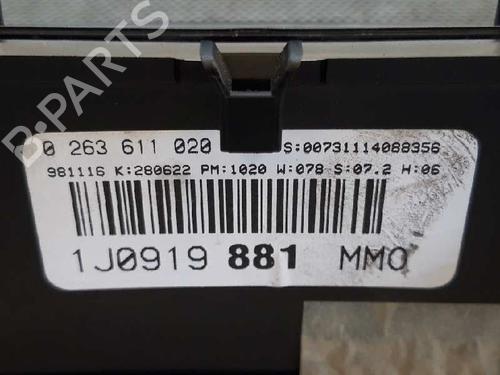 0 263 611 020 S:00731114088356
981116 K:280622 PM:1020 W:078 S:07.2 H:06
1J0919 881 MMO
B-PARTS